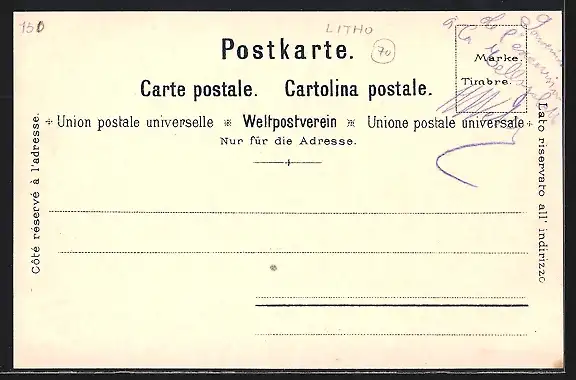 150
LITHO
70
Postkarte.
Carte postale. Cartolina postale.
Union postale universelle Weltpostverein Unione postale universale
Nur für die Adresse.
Marke.
Timbre.
Souvenir
Côté réservé à l'adresse.
Lato riservato all' indirizzo